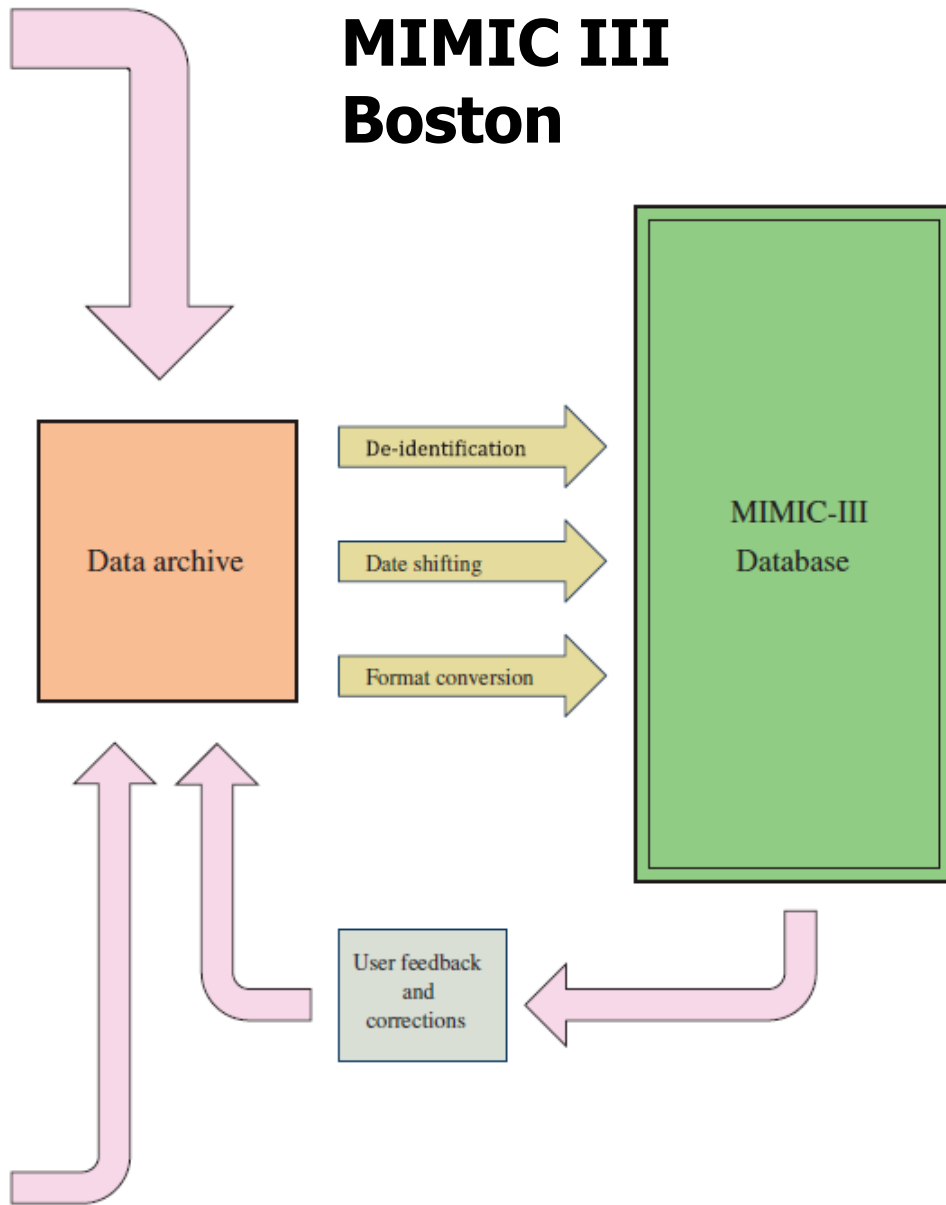 MIMIC III
Boston
De-identification
Data archive
Date shifting
Format conversion
MIMIC-III
Database
User feedback
and
corrections